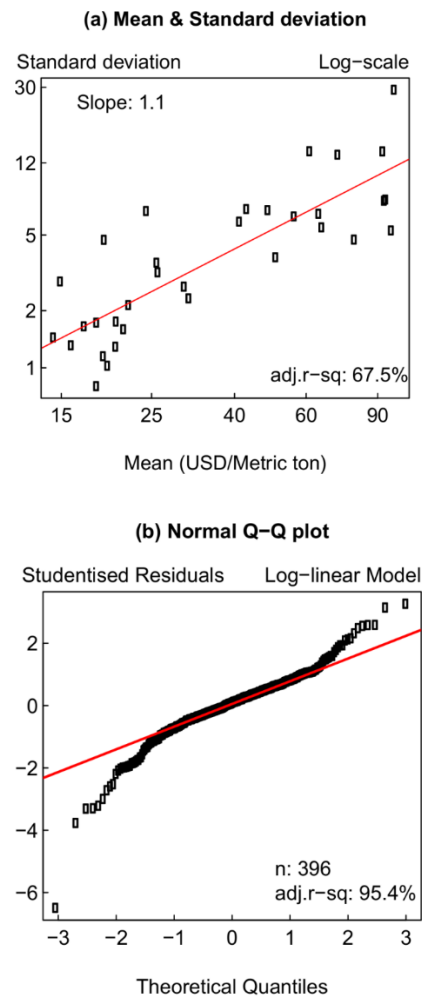 (a) Mean & Standard deviation
Standard deviation Log−scale
30
Slope: 1.1
12
5
2
1
adj.r−sq: 67.5%
15 25 40 60 90
Mean (USD/Metric ton)
(b) Normal Q−Q plot
Studentised Residuals Log−linear Model
2
0
−2
−4
n: 396
adj.r−sq: 95.4%
−6
−3 −2 −1 0 1 2 3
Theoretical Quantiles